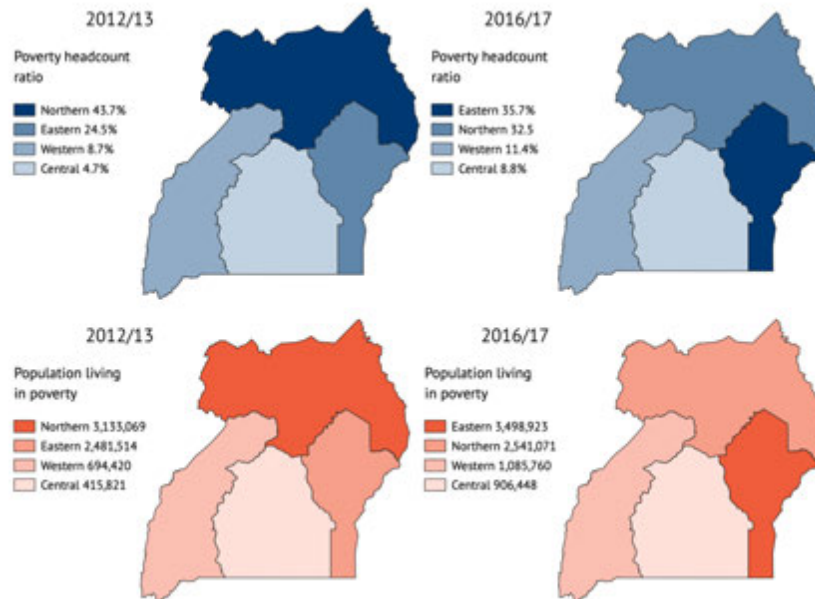 2012/13
Poverty headcount
ratio
Northern 43.7%
Eastern 24.5%
Western 8.7%
Central 4.7%
2016/17
Poverty headcount
ratio
Eastern 35.7%
Northern 32.5
Western 11.4%
Central 8.8%
2012/13
Population living
in poverty
Northern 3,133,069
Eastern 2,481,514
Western 694,420
Central 415,821
2016/17
Population living
in poverty
Eastern 3,498,923
Northern 2,541,071
Western 1,085,760
Central 906,448